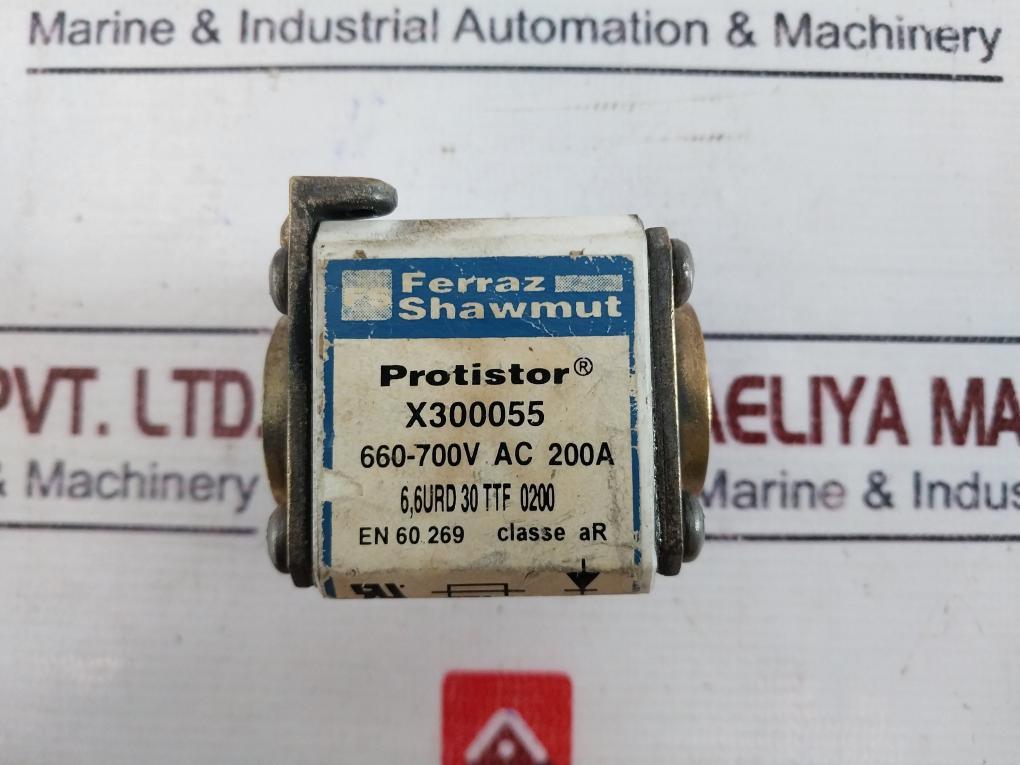 Marine & Industrial Automation & Machinery
Ferraz
Shawmut
Protistor®
X300055
660-700V AC 200A
6,6URD 30 TTF 0200
EN 60 269 classe aR
PVT. LTD.
AELIYA MA
& Machinery
Marine & Indus